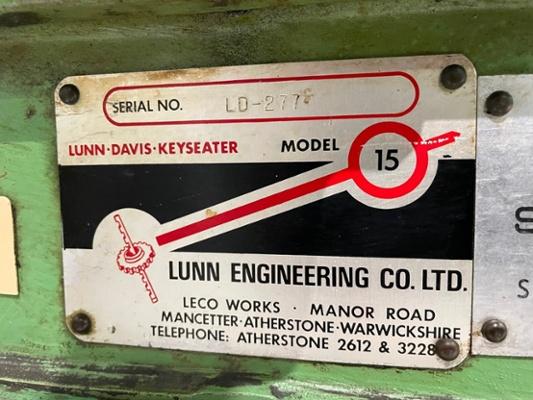 SERIAL NO. LD-277
LUNN·DAVIS·KEYSEATER MODEL 15
LUNN ENGINEERING CO. LTD.
LECO WORKS · MANOR ROAD
MANCETTER·ATHERSTONE·WARWICKSHIRE
TELEPHONE: ATHERSTONE 2612 & 3228
S
S